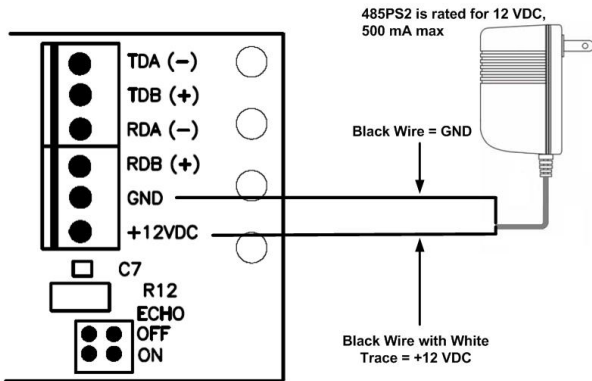 485PS2 is rated for 12 VDC,
500 mA max
TDA (-)
TDB (+)
RDA (-)
RDB (+)
GND
+12VDC
Black Wire = GND
C7
R12
ECHO
OFF
ON
Black Wire with White
Trace = +12 VDC